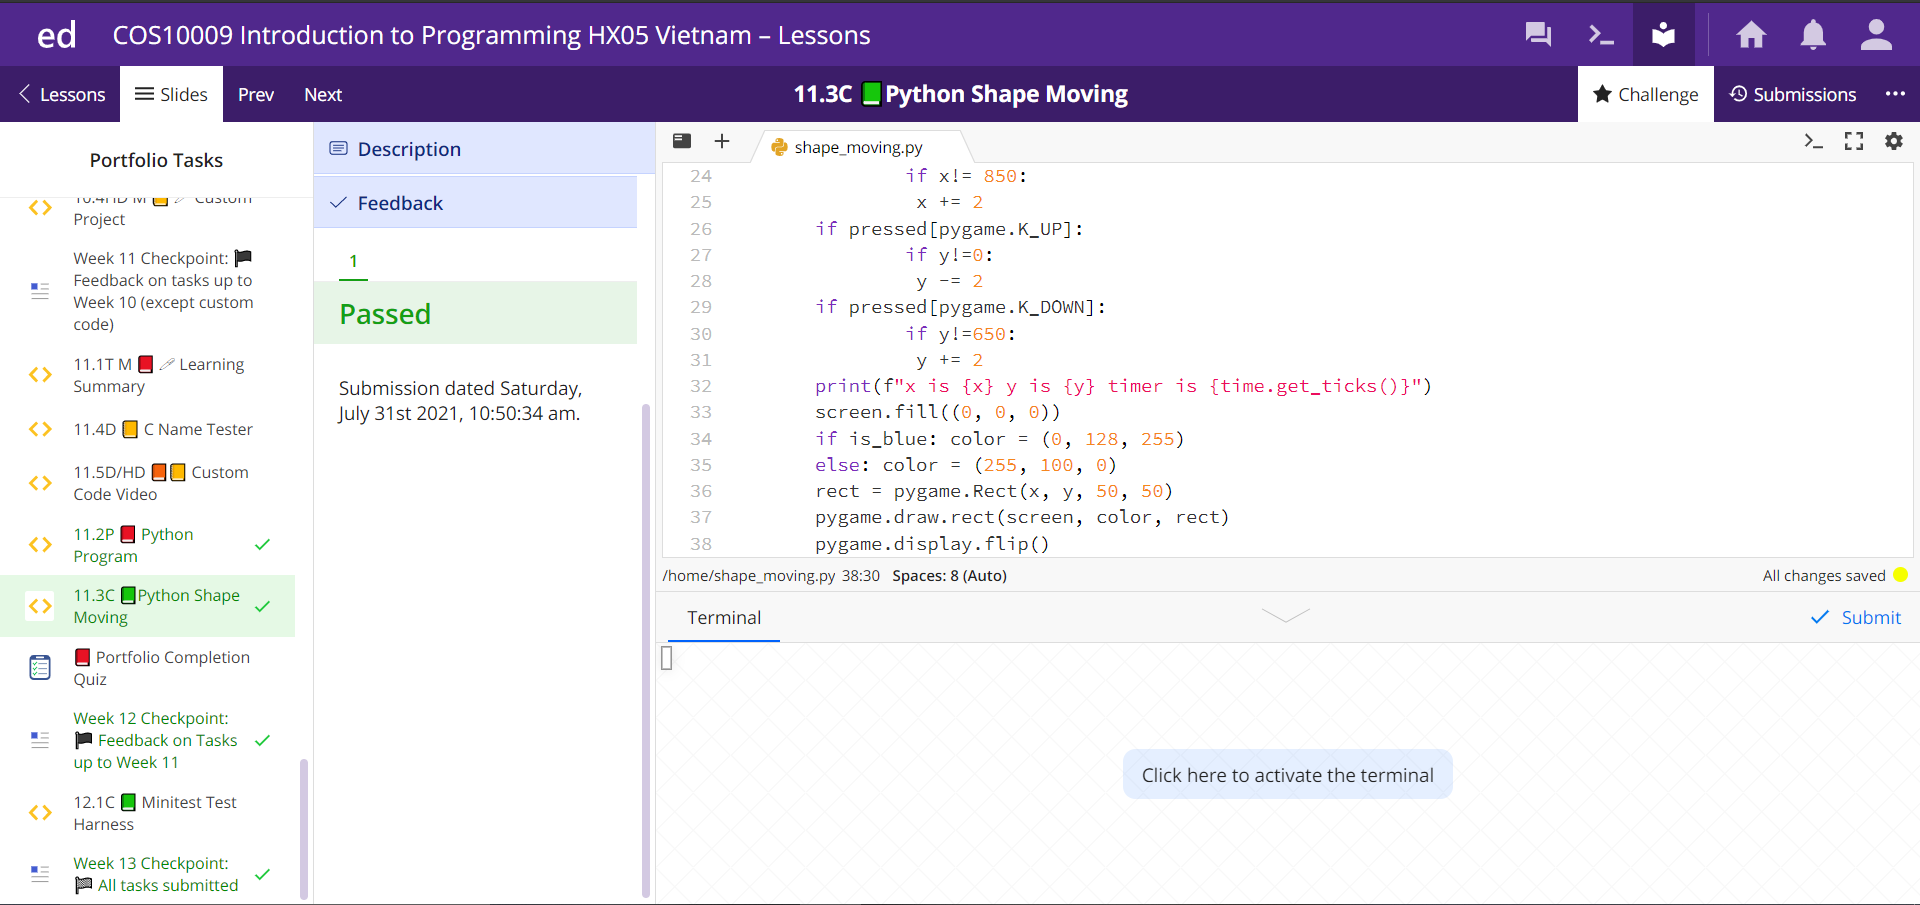 ed COS10009 Introduction to Programming HX05 Vietnam – Lessons
Lessons Slides Prev Next 11.3C Python Shape Moving Challenge Submissions
Portfolio Tasks
Custom
Project
Week 11 Checkpoint:
Feedback on tasks up to
Week 10 (except custom
code)
11.1T M Learning
Summary
11.4D C Name Tester
11.5D/HD Custom
Code Video
11.2P Python
Program
11.3C Python Shape
Moving
Portfolio Completion
Quiz
Week 12 Checkpoint:
Feedback on Tasks
up to Week 11
12.1C Minitest Test
Harness
Week 13 Checkpoint:
All tasks submitted
Description
Feedback
1
Passed
Submission dated Saturday,
July 31st 2021, 10:50:34 am.
shape_moving.py
24 if x!= 850:
25 x += 2
26 if pressed[pygame.K_UP]:
27 if y!=0:
28 y -= 2
29 if pressed[pygame.K_DOWN]:
30 if y!=650:
31 y += 2
32 print(f"x is {x} y is {y} timer is {time.get_ticks()}")
33 screen.fill((0, 0, 0))
34 if is_blue: color = (0, 128, 255)
35 else: color = (255, 100, 0)
36 rect = pygame.Rect(x, y, 50, 50)
37 pygame.draw.rect(screen, color, rect)
38 pygame.display.flip()
/home/shape_moving.py 38:30 Spaces: 8 (Auto) All changes saved
Terminal Submit
Click here to activate the terminal